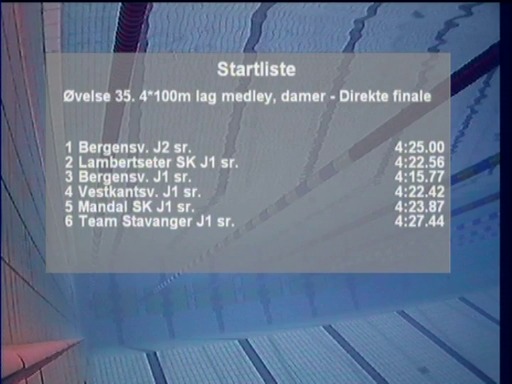 Startliste
Øvelse 35. 4*100m lag medley, damer - Direkte finale
1 Bergensv. J2 sr. 4:25.00
2 Lambertseter SK J1 sr. 4:22.56
3 Bergensv. J1 sr. 4:15.77
4 Vestkantsv. J1 sr. 4:22.42
5 Mandal SK J1 sr. 4:23.87
6 Team Stavanger J1 sr. 4:27.44